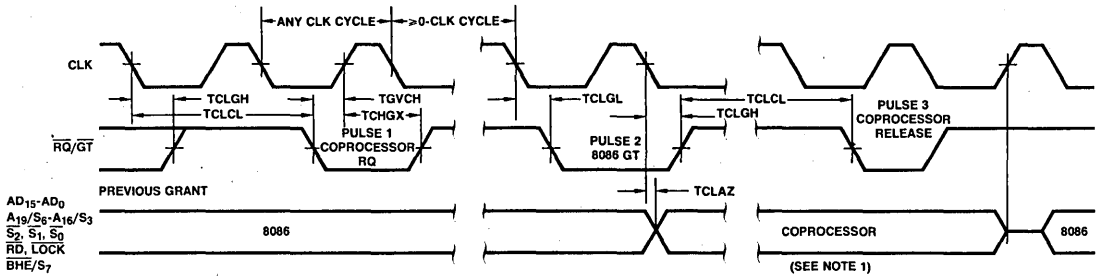 ANY CLK CYCLE
≥0-CLK CYCLE
CLK
TCLGH
TGVCH
TCLGL
TCLCL
TCLCL
TCHGX
TCLGH
PULSE 1
COPROCESSOR
RQ
PULSE 2
8086 GT
PULSE 3
COPROCESSOR
RELEASE
RQ/GT
PREVIOUS GRANT
TCLAZ
AD15-AD0
A19/S6-A16/S3
S2, S1, S0
RD, LOCK
BHE/S7
8086
COPROCESSOR
8086
(SEE NOTE 1)